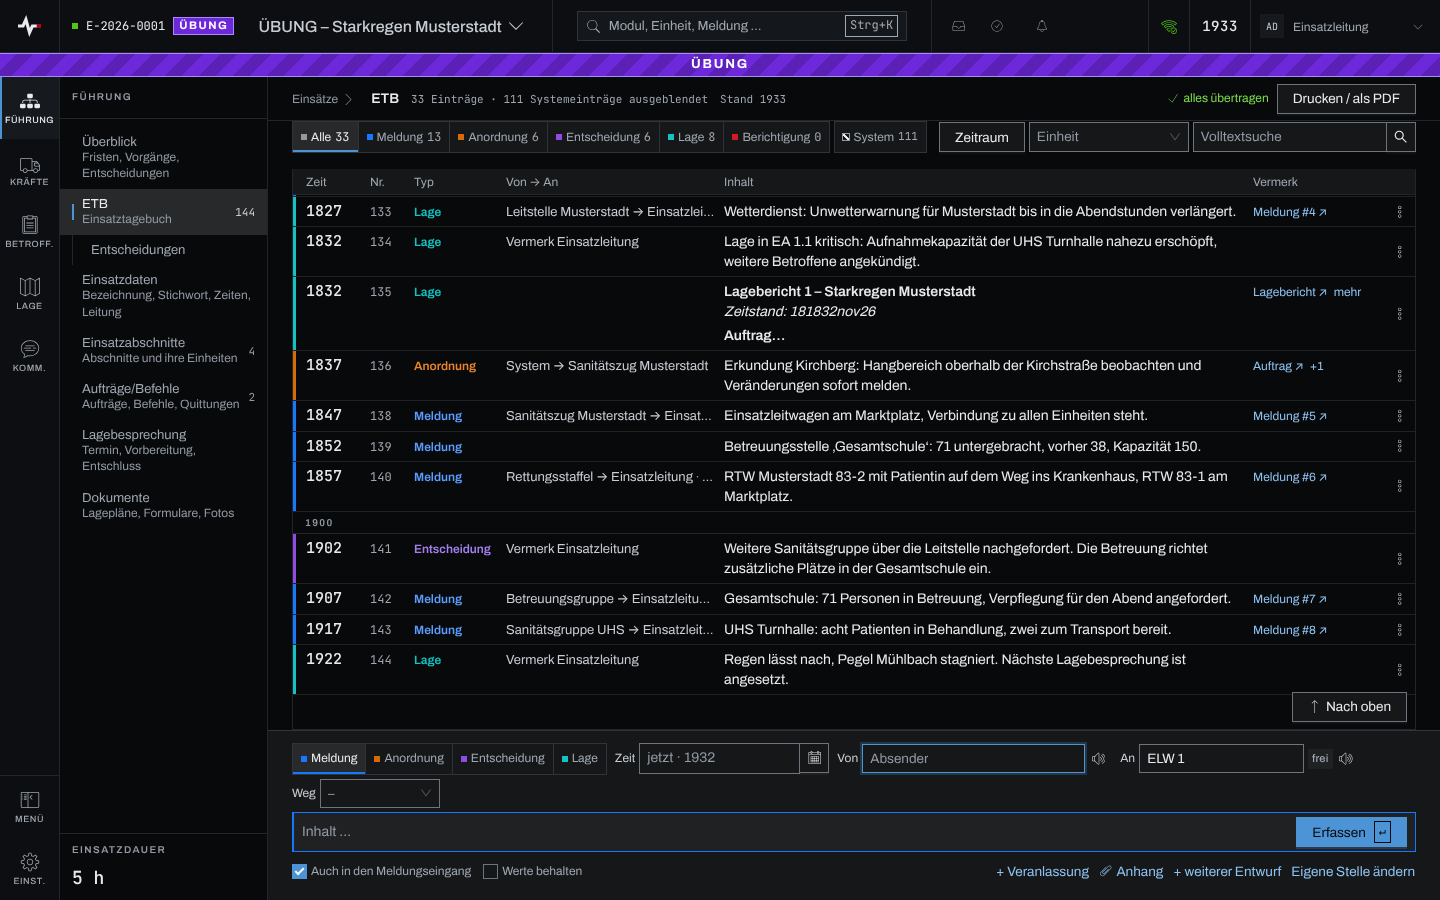 E-2026-0001 ÜBUNG ÜBUNG – Starkregen Musterstadt Modul, Einheit, Meldung ... Strg+K 1933 AD Einsatzleitung
ÜBUNG
FÜHRUNG
KRÄFTE
BETROFF.
LAGE
KOMM.
MENÜ
EINST.
FÜHRUNG
Überblick
Fristen, Vorgänge,
Entscheidungen
ETB
Einsatztagebuch 144
Entscheidungen
Einsatzdaten
Bezeichnung, Stichwort, Zeiten,
Leitung
Einsatzabschnitte
Abschnitte und ihre Einheiten 4
Aufträge/Befehle
Aufträge, Befehle, Quittungen 2
Lagebesprechung
Termin, Vorbereitung,
Entschluss
Dokumente
Lagepläne, Formulare, Fotos
EINSATZDAUER
5 h
Einsätze ETB 33 Einträge · 111 Systemeinträge ausgeblendet Stand 1933 alles übertragen Drucken / als PDF
Alle 33 Meldung 13 Anordnung 6 Entscheidung 6 Lage 8 Berichtigung 0 System 111 Zeitraum Einheit Volltextsuche
Zeit Nr. Typ Von → An Inhalt Vermerk
1827 133 Lage Leitstelle Musterstadt → Einsatzlei... Wetterdienst: Unwetterwarnung für Musterstadt bis in die Abendstunden verlängert. Meldung #4 ↗
1832 134 Lage Vermerk Einsatzleitung Lage in EA 1.1 kritisch: Aufnahmekapazität der UHS Turnhalle nahezu erschöpft,
weitere Betroffene angekündigt.
1832 135 Lage Lagebericht 1 – Starkregen Musterstadt Lagebericht ↗ mehr
Zeitstand: 181832nov26
Auftrag...
1837 136 Anordnung System → Sanitätszug Musterstadt Erkundung Kirchberg: Hangbereich oberhalb der Kirchstraße beobachten und Auftrag ↗ +1
Veränderungen sofort melden.
1847 138 Meldung Sanitätszug Musterstadt → Einsat... Einsatzleitwagen am Marktplatz, Verbindung zu allen Einheiten steht. Meldung #5 ↗
1852 139 Meldung Betreuungsstelle ‚Gesamtschule‘: 71 untergebracht, vorher 38, Kapazität 150.
1857 140 Meldung Rettungsstaffel → Einsatzleitung · ... RTW Musterstadt 83-2 mit Patientin auf dem Weg ins Krankenhaus, RTW 83-1 am Meldung #6 ↗
Marktplatz.
1900
1902 141 Entscheidung Vermerk Einsatzleitung Weitere Sanitätsgruppe über die Leitstelle nachgefordert. Die Betreuung richtet
zusätzliche Plätze in der Gesamtschule ein.
1907 142 Meldung Betreuungsgruppe → Einsatzleitu... Gesamtschule: 71 Personen in Betreuung, Verpflegung für den Abend angefordert. Meldung #7 ↗
1917 143 Meldung Sanitätsgruppe UHS → Einsatzleit... UHS Turnhalle: acht Patienten in Behandlung, zwei zum Transport bereit. Meldung #8 ↗
1922 144 Lage Vermerk Einsatzleitung Regen lässt nach, Pegel Mühlbach stagniert. Nächste Lagebesprechung ist
angesetzt.
↑ Nach oben
Meldung Anordnung Entscheidung Lage Zeit jetzt · 1932 Von Absender An ELW 1 frei
Weg –
Inhalt ... Erfassen ↵
Auch in den Meldungseingang Werte behalten + Veranlassung Anhang + weiterer Entwurf Eigene Stelle ändern